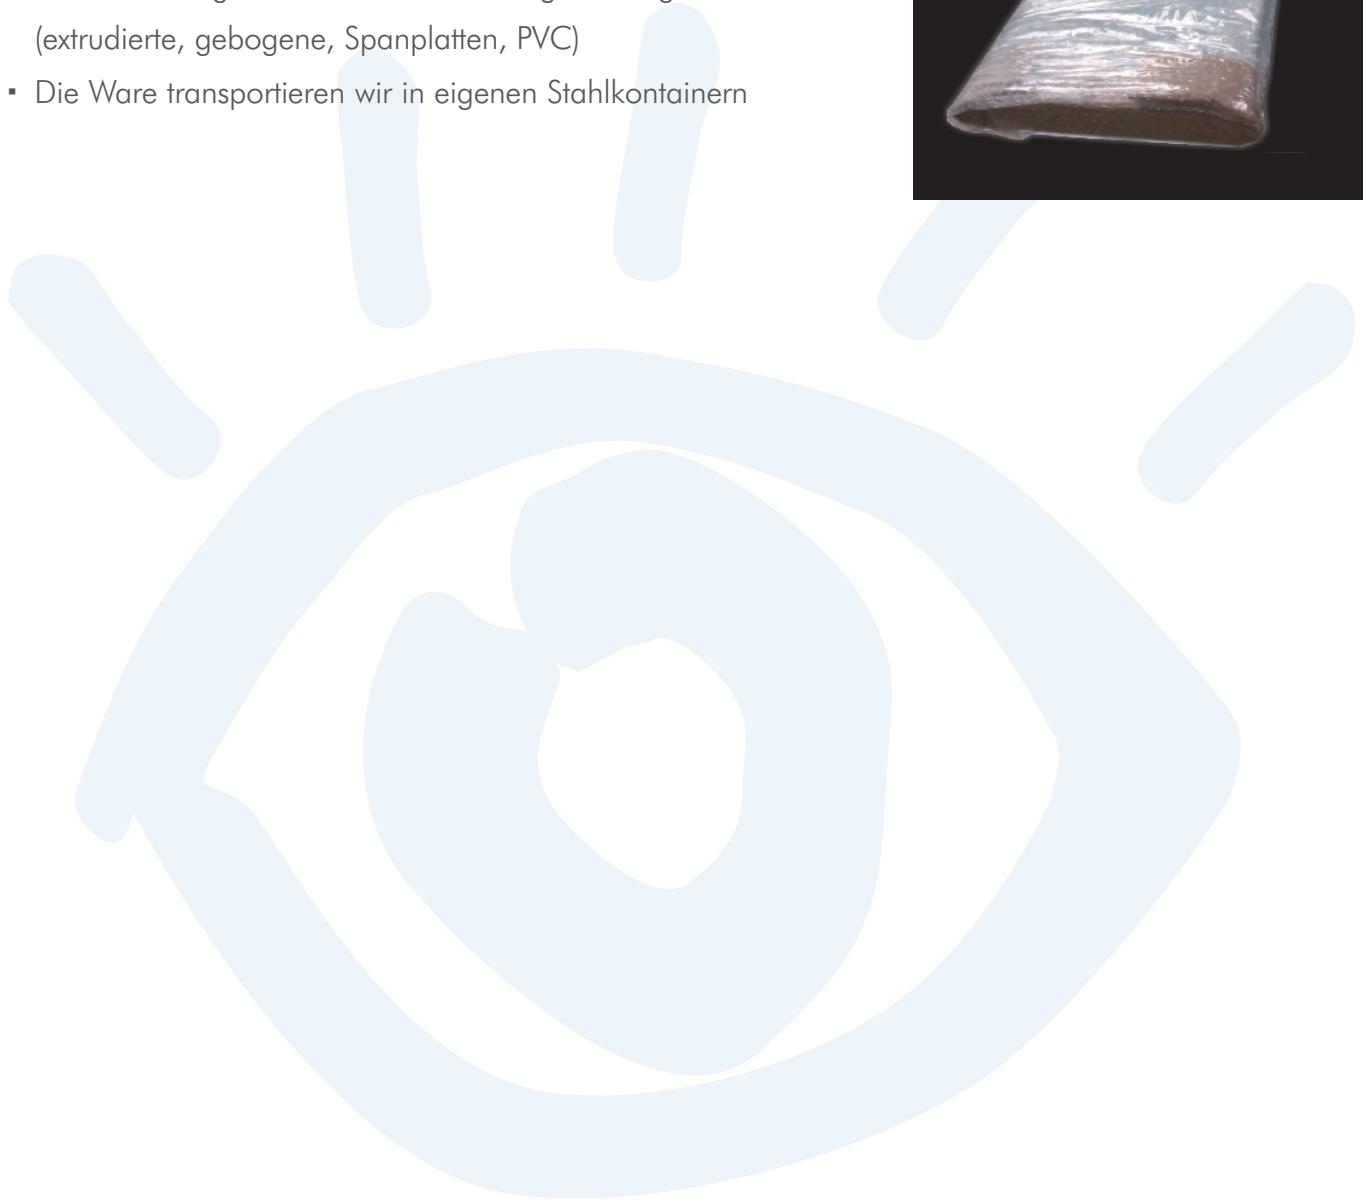 (extrudierte, gebogene, Spanplatten, PVC)
▪ Die Ware transportieren wir in eigenen Stahlkontainern